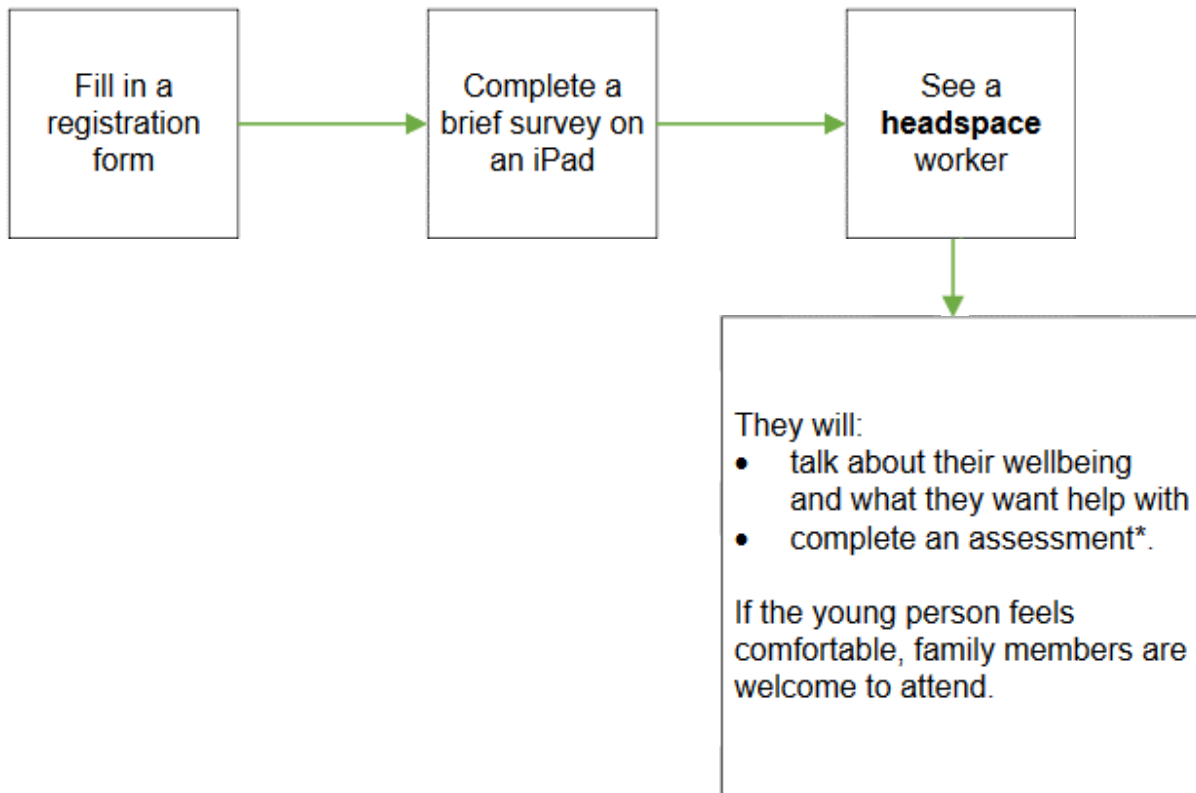 Fill in a
registration
form
Complete a
brief survey on
an iPad
See a
headspace
worker
They will:
• talk about their wellbeing
and what they want help with
• complete an assessment*.
If the young person feels
comfortable, family members are
welcome to attend.